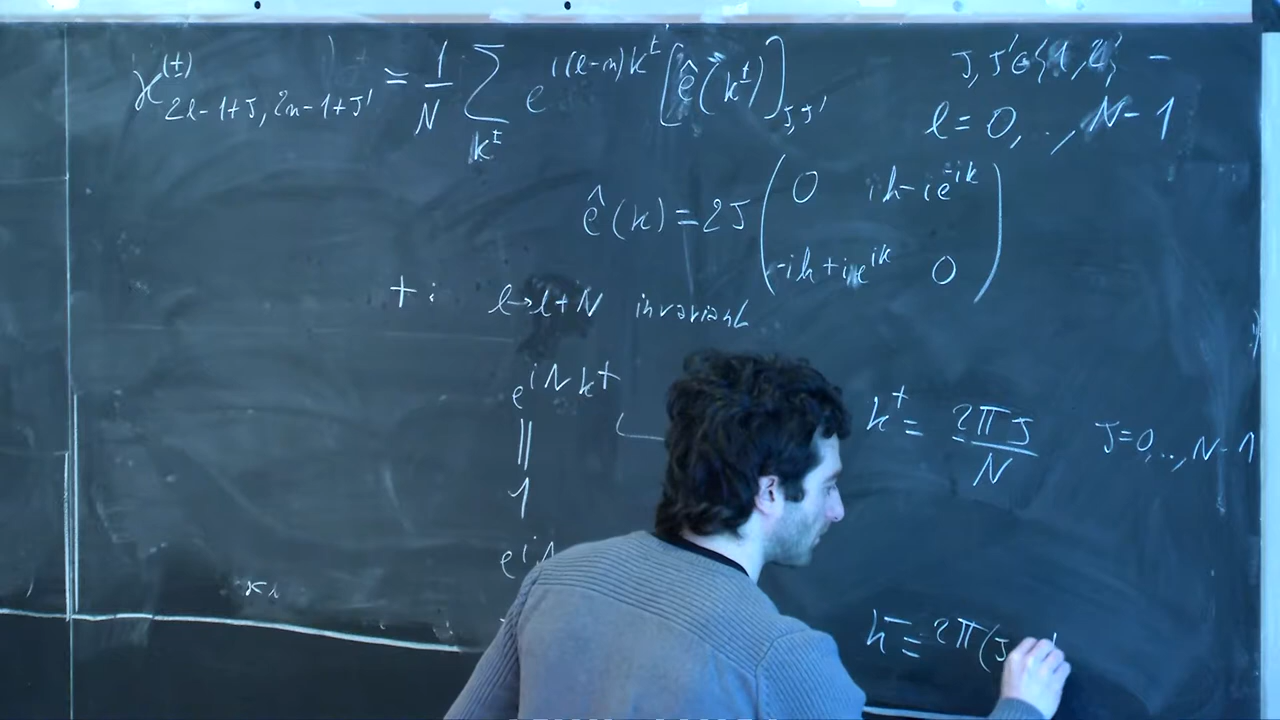 ℋ^{(±)}_{2ℓ-1+J, 2m-1+J'} = 1/N Σ_{k^±} e^{i(ℓ-m)k^±} [ê(k^±)]_{J,J'}
J, J' ∈ {1,2}
ℓ = 0, .., N-1
ê(k) = 2J ( 0 ih-ie^{-ik} ; -ih+ie^{ik} 0 )
+: ℓ→ℓ+N invariant
e^{iNk^+}
k^+ = 2πJ/N J=0,..,N-1
||
1
e^{i
k^- = 2π(J